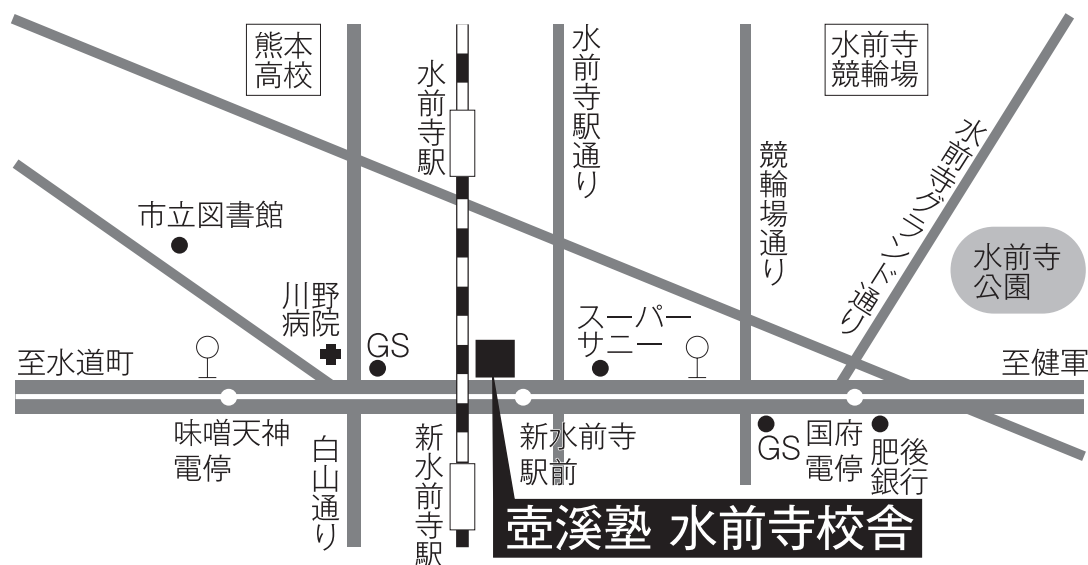 熊本
高校
水前寺駅
水前寺駅通り
水前寺
競輪場
競輪場通り
水前寺グランド通り
水前寺
公園
市立図書館
川野
病院
GS
スーパー
サニー
至水道町
至健軍
味噌天神
電停
白山通り
新水前寺駅
新水前寺
駅前
GS
国府
電停
肥後
銀行
壺溪塾 水前寺校舎